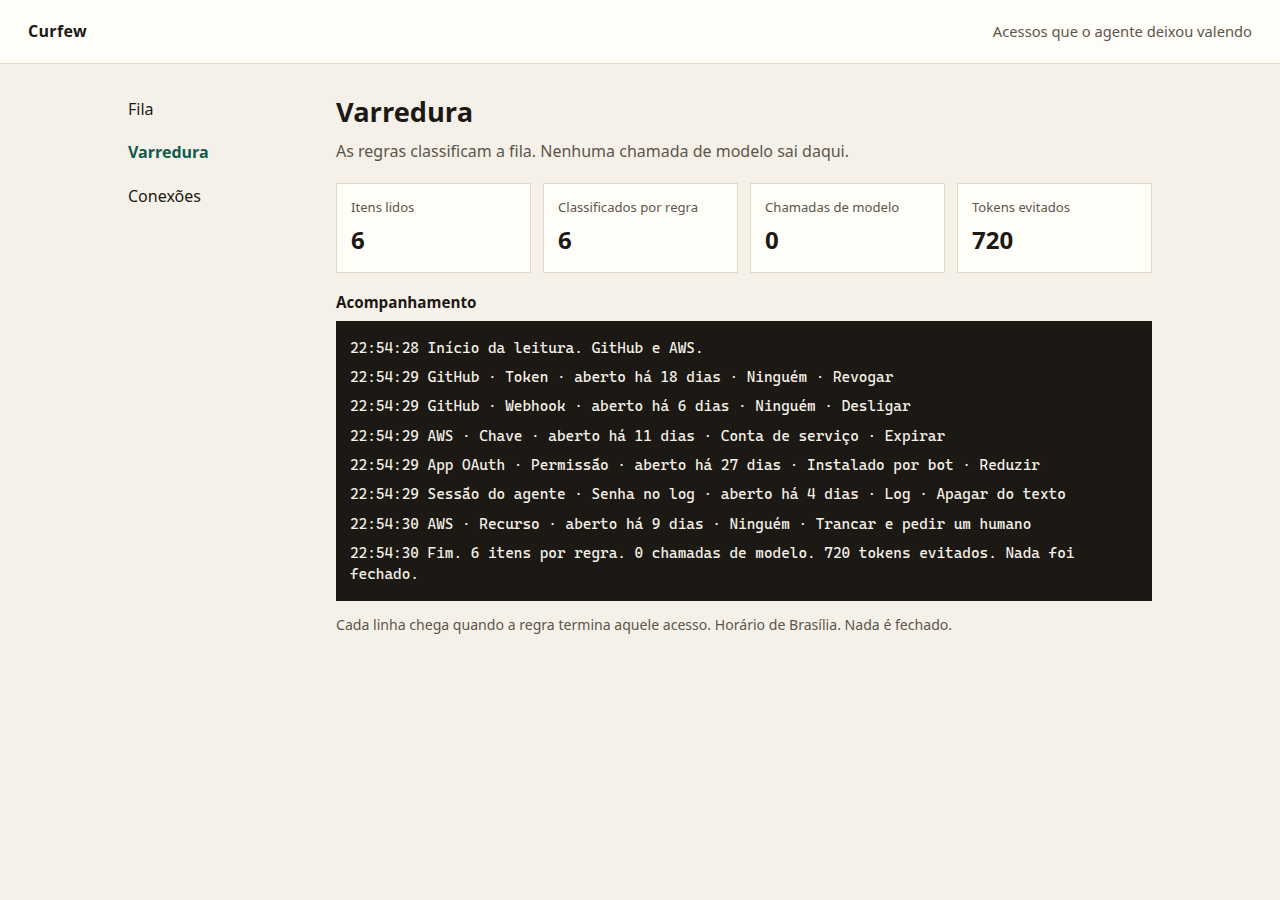 Curfew
Acessos que o agente deixou valendo
Fila
Varredura
Conexões
Varredura
As regras classificam a fila. Nenhuma chamada de modelo sai daqui.
Itens lidos
6
Classificados por regra
6
Chamadas de modelo
0
Tokens evitados
720
Acompanhamento
22:54:28 Início da leitura. GitHub e AWS.
22:54:29 GitHub · Token · aberto há 18 dias · Ninguém · Revogar
22:54:29 GitHub · Webhook · aberto há 6 dias · Ninguém · Desligar
22:54:29 AWS · Chave · aberto há 11 dias · Conta de serviço · Expirar
22:54:29 App OAuth · Permissão · aberto há 27 dias · Instalado por bot · Reduzir
22:54:29 Sessão do agente · Senha no log · aberto há 4 dias · Log · Apagar do texto
22:54:30 AWS · Recurso · aberto há 9 dias · Ninguém · Trancar e pedir um humano
22:54:30 Fim. 6 itens por regra. 0 chamadas de modelo. 720 tokens evitados. Nada foi
fechado.
Cada linha chega quando a regra termina aquele acesso. Horário de Brasília. Nada é fechado.